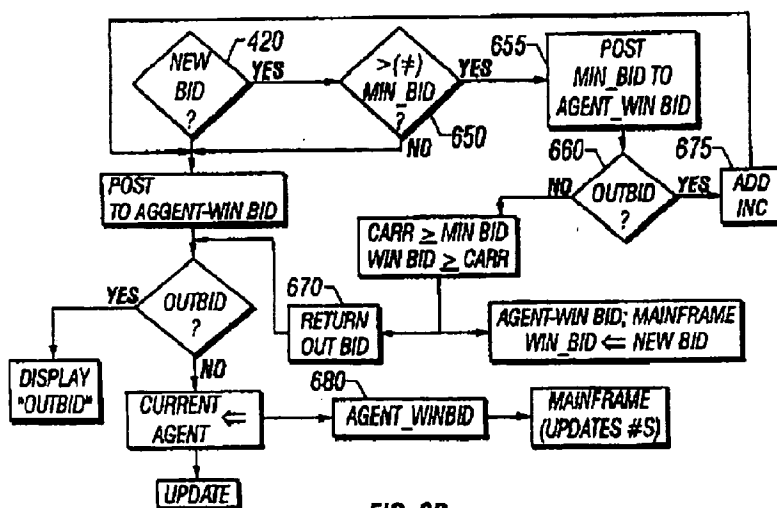 420
NEW
BID
?
YES
>(≠)
MIN_BID
?
650
YES
NO
655
POST
MIN_BID TO
AGENT_WIN BID
660
OUTBID
?
NO
YES
675
ADD
INC
POST
TO AGGENT-WIN BID
CARR ≥ MIN BID
WIN BID ≥ CARR
YES
OUTBID
?
NO
670
RETURN
OUT BID
AGENT-WIN BID; MAINFRAME
WIN_BID ⇐ NEW BID
DISPLAY
"OUTBID"
CURRENT
AGENT ⇐
680
AGENT_WINBID
MAINFRAME
(UPDATES #S)
UPDATE